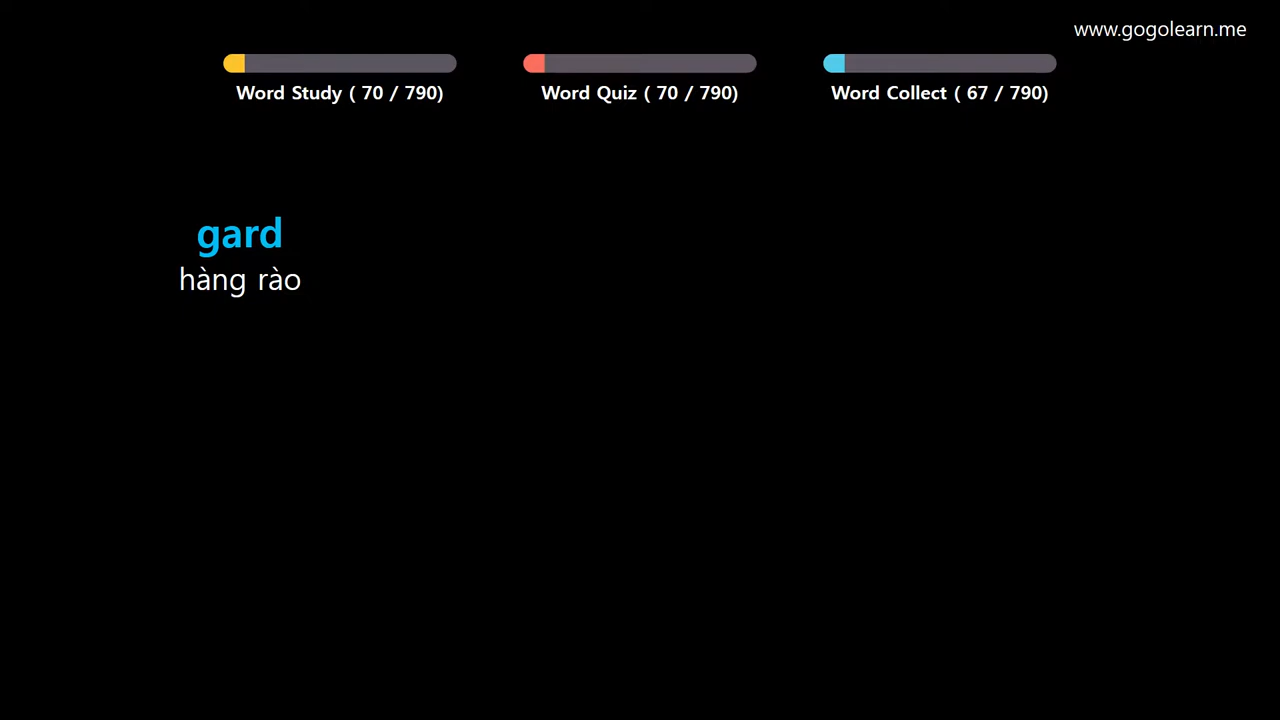 www.gogolearn.me
Word Study ( 70 / 790)
Word Quiz ( 70 / 790)
Word Collect ( 67 / 790)
gard
hàng rào